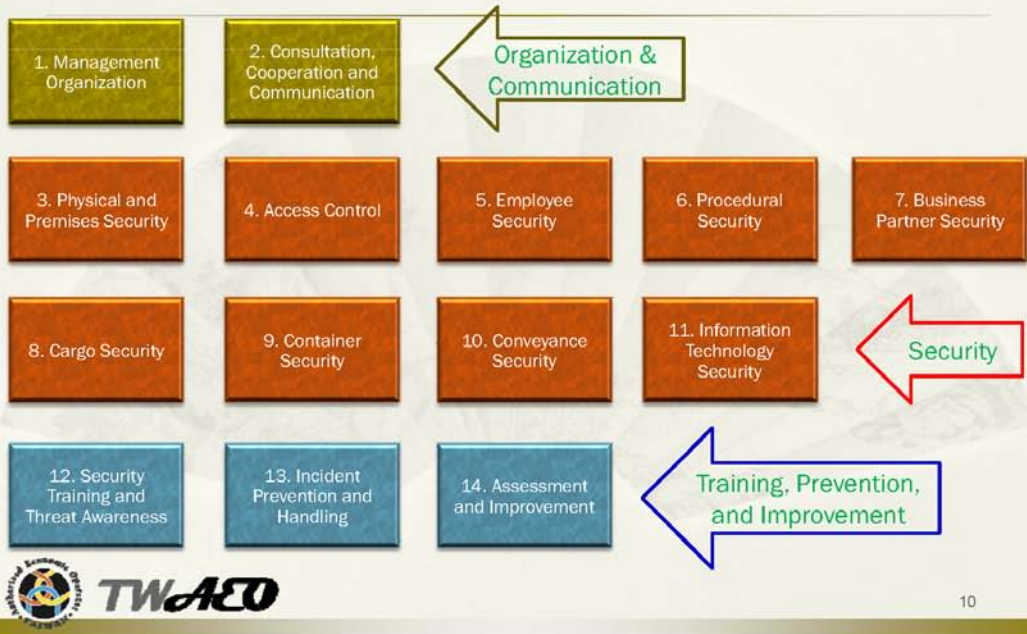 1. Management
Organization
2. Consultation,
Cooperation and
Communication
Organization &
Communication
3. Physical and
Premises Security
4. Access Control
5. Employee
Security
6. Procedural
Security
7. Business
Partner Security
8. Cargo Security
9. Container
Security
10. Conveyance
Security
11. Information
Technology
Security
Security
12. Security
Training and
Threat Awareness
13. Incident
Prevention and
Handling
14. Assessment
and Improvement
Training, Prevention,
and Improvement
Authorized Economic Operator
TWAEO
10